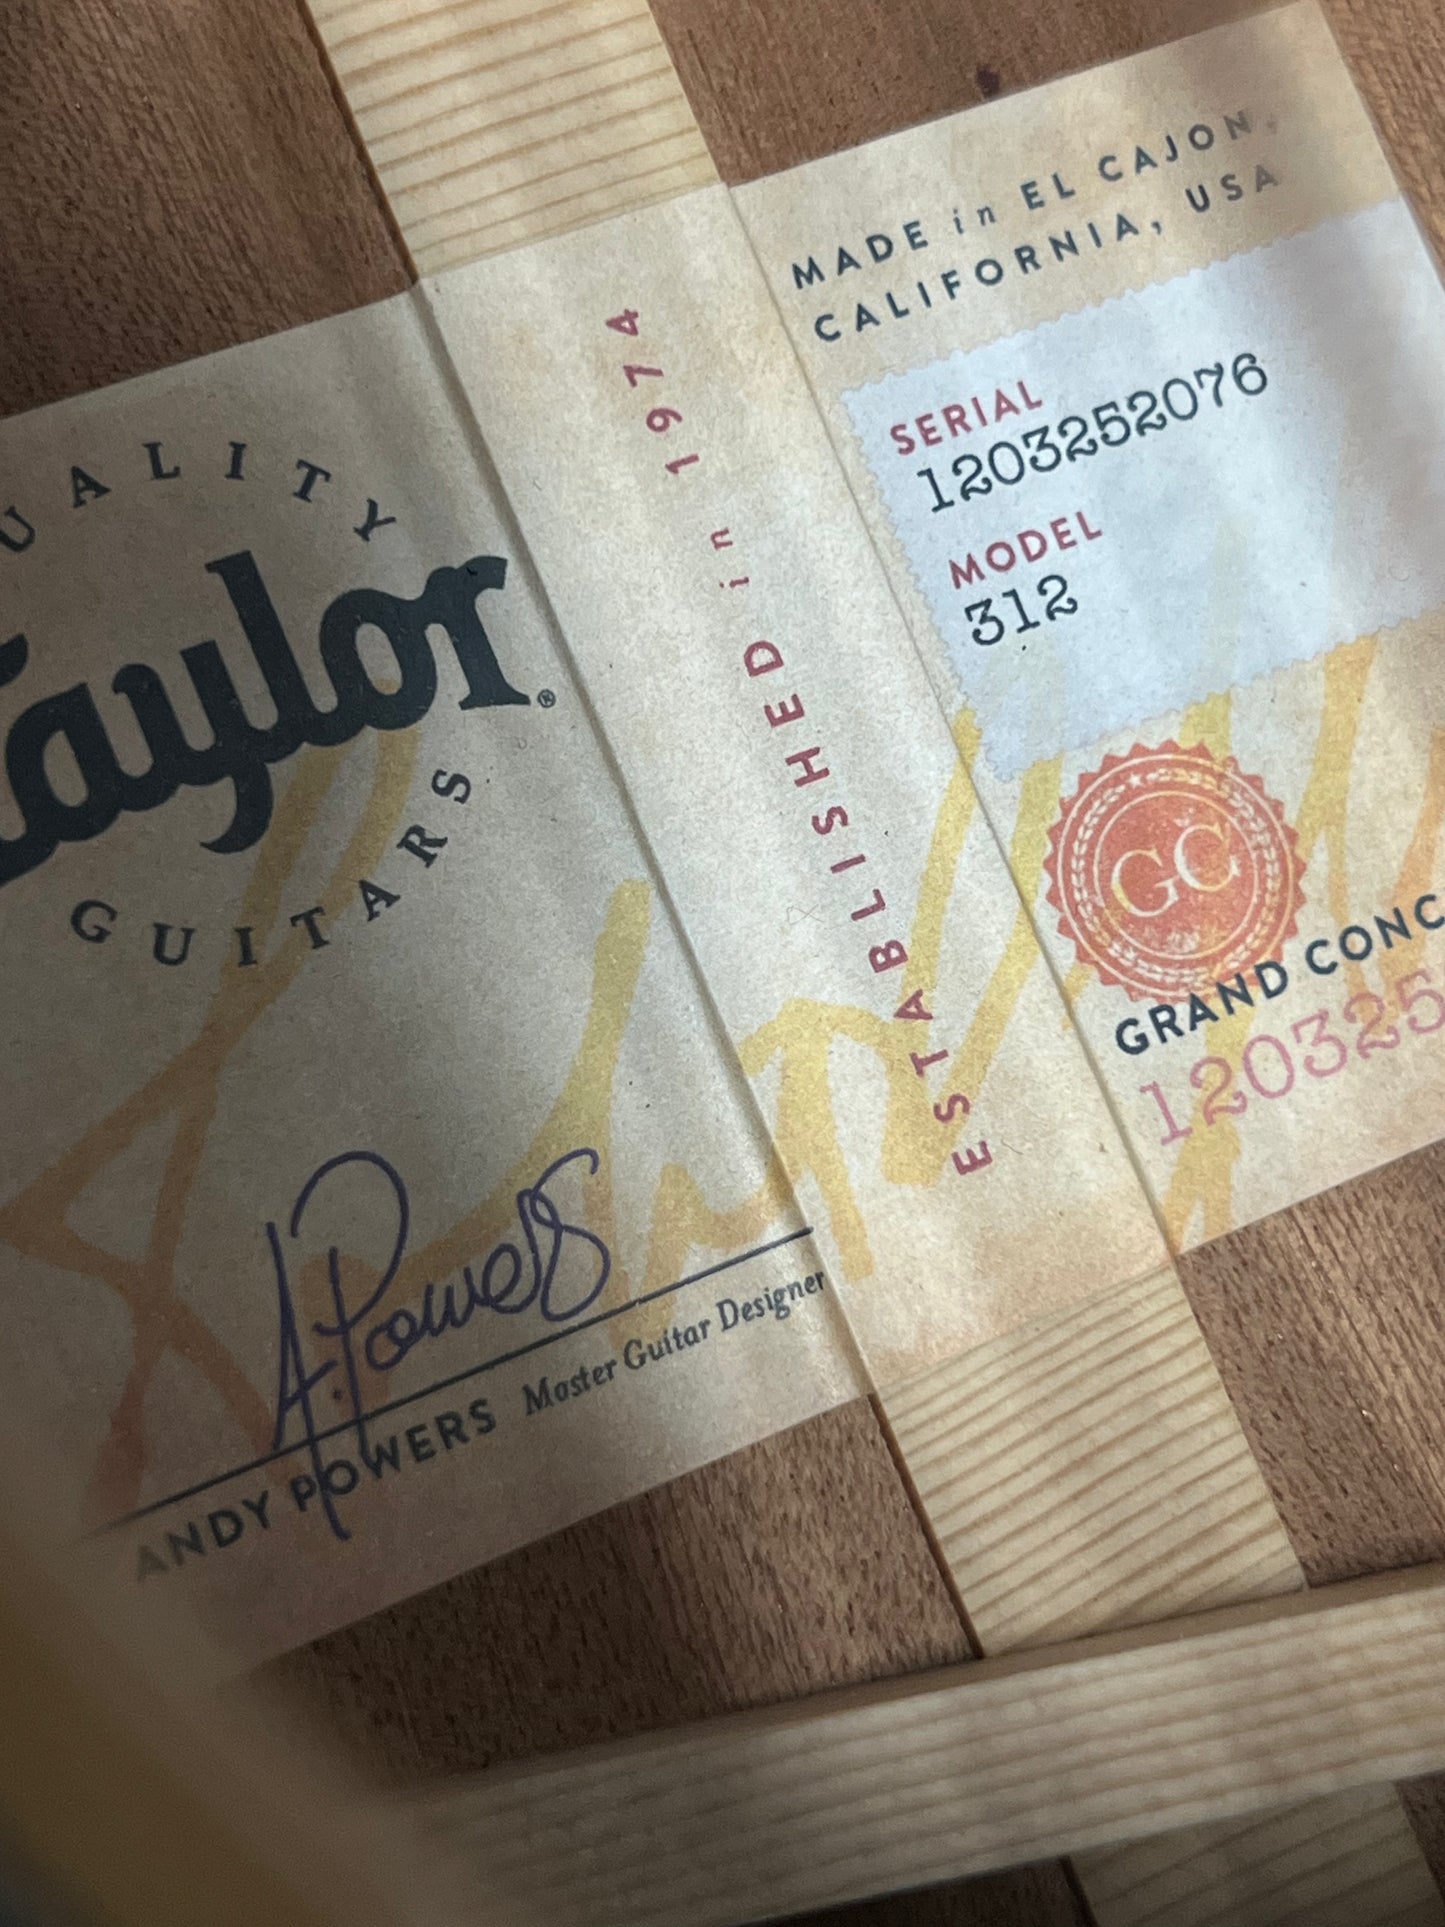 QUALITY
Taylor®
GUITARS
A. Powers
ANDY POWERS Master Guitar Designer
ESTABLISHED in 1974
MADE in EL CAJON,
CALIFORNIA, USA
SERIAL
1203252076
MODEL
312
GC
GRAND CONC
120325